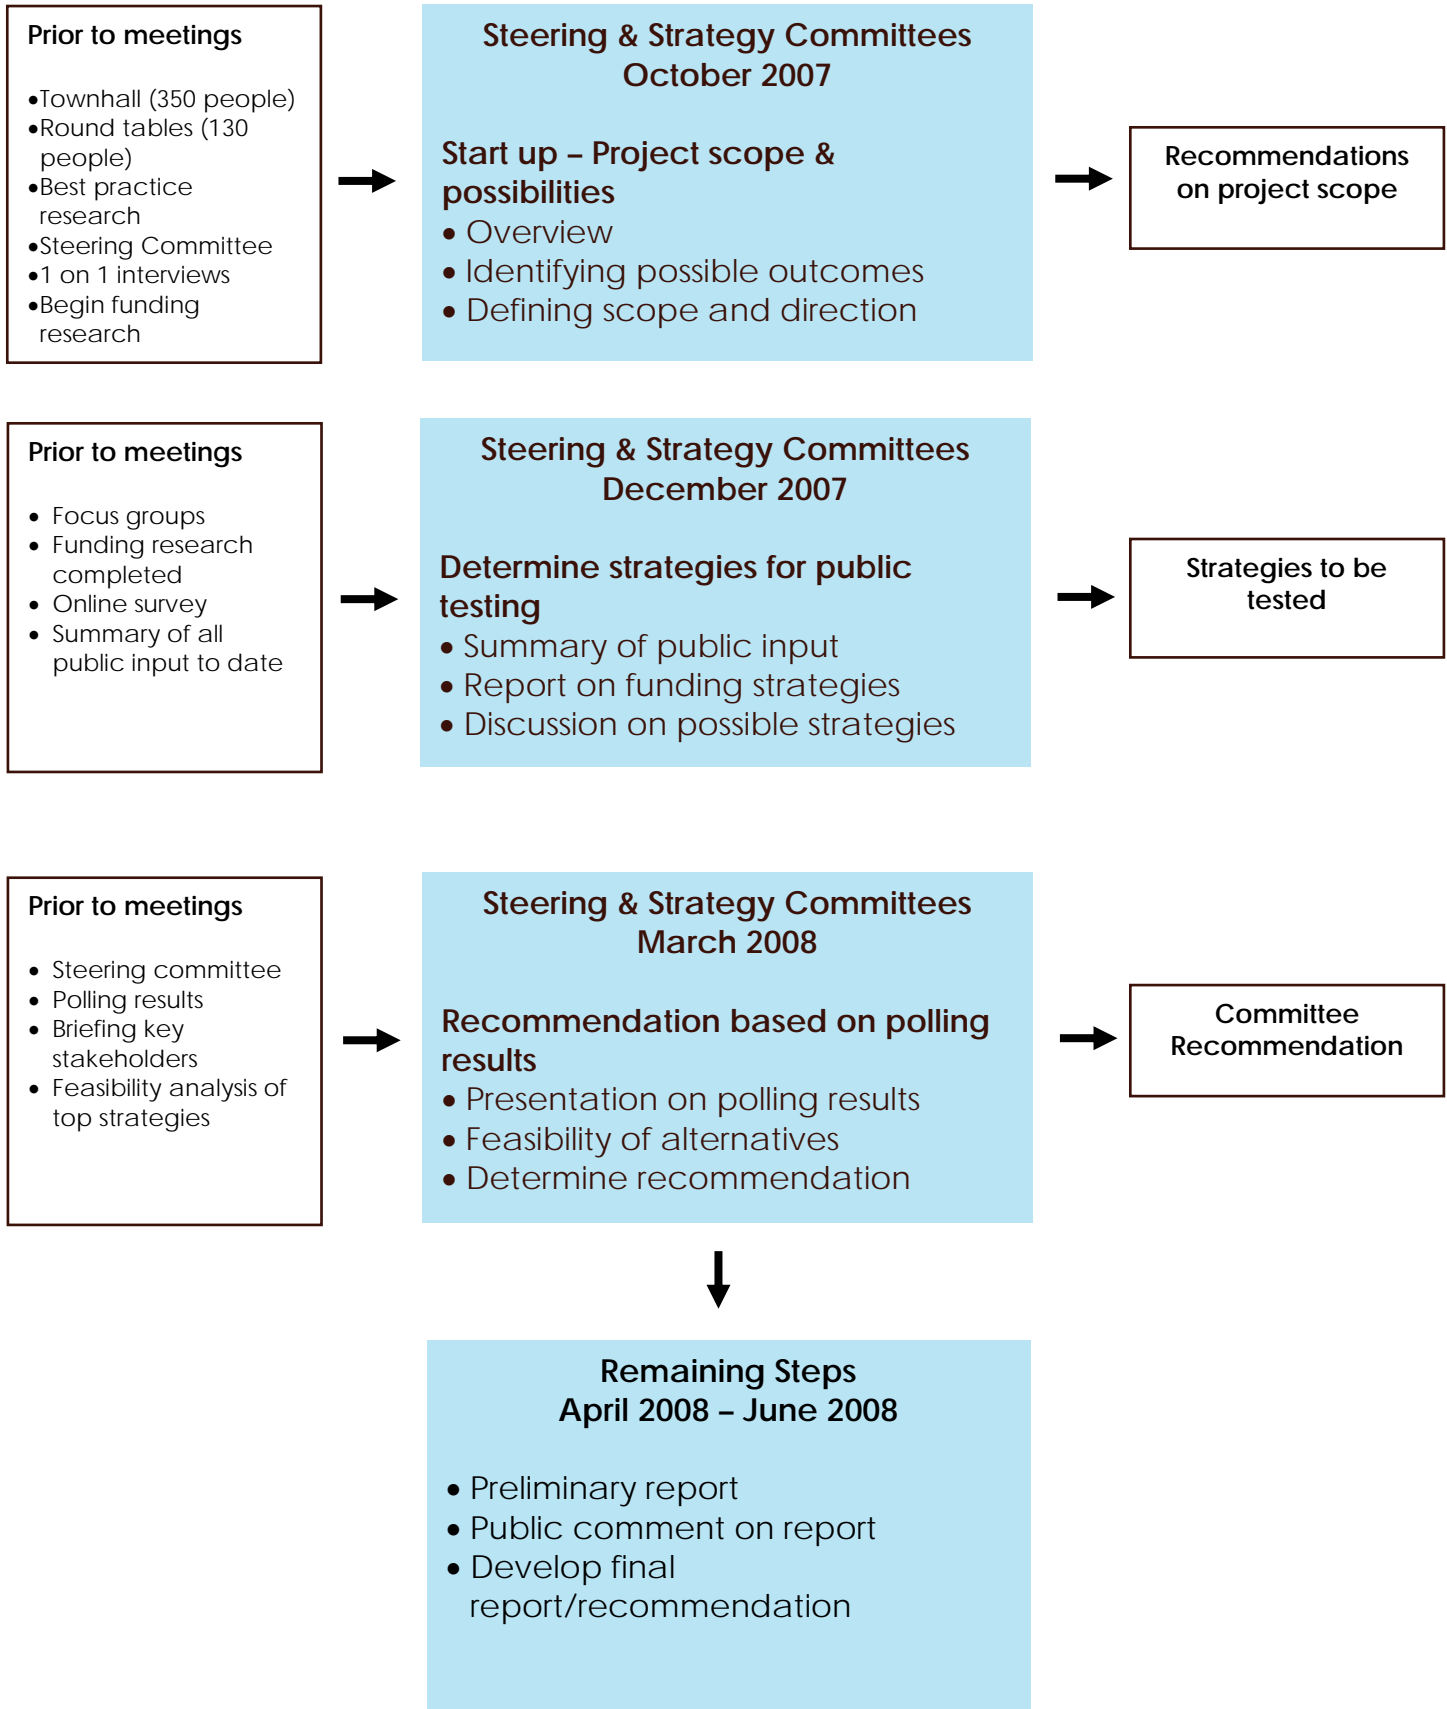 Prior to meetings
•Townhall (350 people)
•Round tables (130
people)
•Best practice
research
•Steering Committee
•1 on 1 interviews
•Begin funding
research
Steering & Strategy Committees
October 2007
Start up – Project scope &
possibilities
• Overview
• Identifying possible outcomes
• Defining scope and direction
Recommendations
on project scope
Prior to meetings
• Focus groups
• Funding research
completed
• Online survey
• Summary of all
public input to date
Steering & Strategy Committees
December 2007
Determine strategies for public
testing
• Summary of public input
• Report on funding strategies
• Discussion on possible strategies
Strategies to be
tested
Prior to meetings
• Steering committee
• Polling results
• Briefing key
stakeholders
• Feasibility analysis of
top strategies
Steering & Strategy Committees
March 2008
Recommendation based on polling
results
• Presentation on polling results
• Feasibility of alternatives
• Determine recommendation
Committee
Recommendation
Remaining Steps
April 2008 – June 2008
• Preliminary report
• Public comment on report
• Develop final
report/recommendation